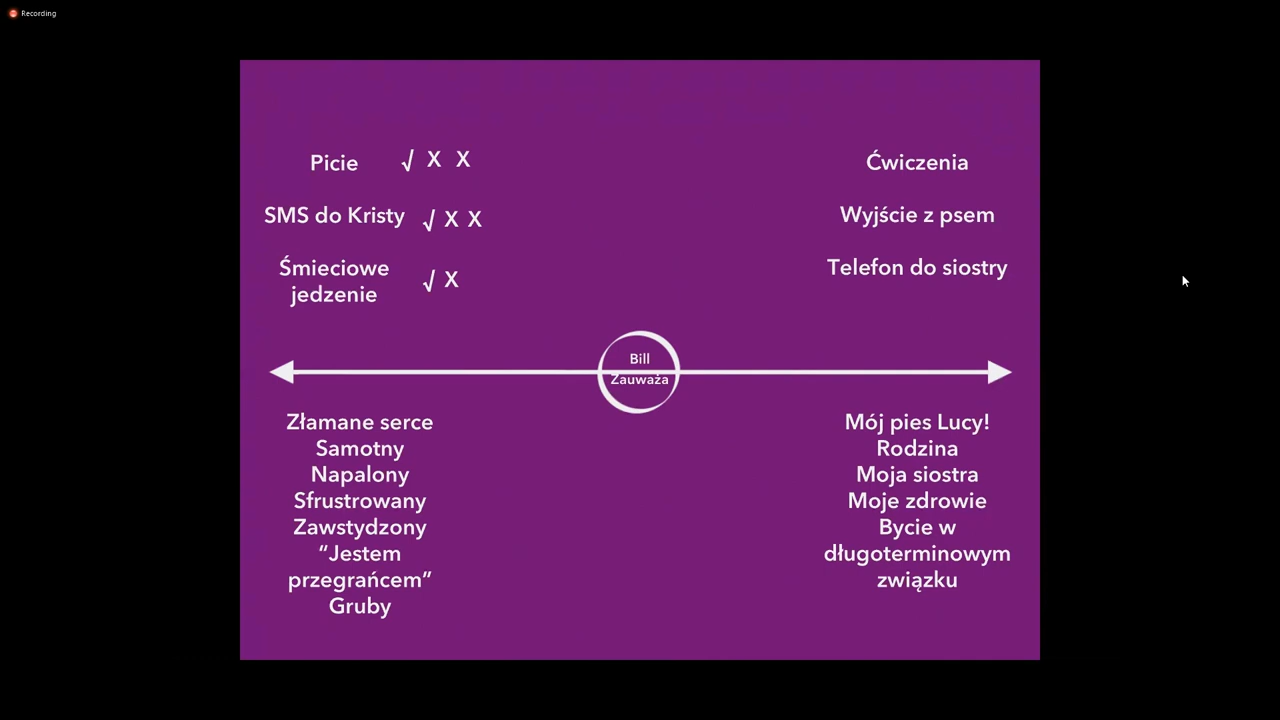 Recording
Picie √ X X
SMS do Kristy √ X X
Śmieciowe
jedzenie √ X
Ćwiczenia
Wyjście z psem
Telefon do siostry
Bill
Zauważa
Złamane serce
Samotny
Napalony
Sfrustrowany
Zawstydzony
“Jestem
przegrańcem”
Gruby
Mój pies Lucy!
Rodzina
Moja siostra
Moje zdrowie
Bycie w
długoterminowym
związku